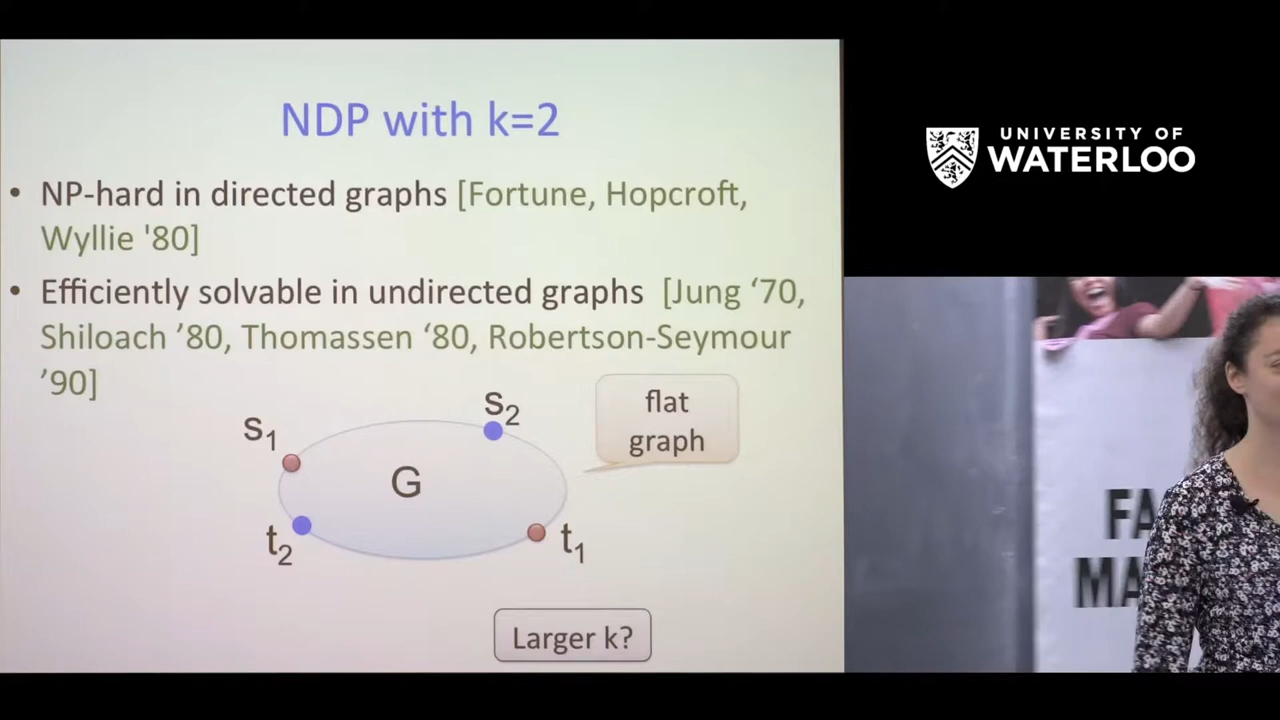 NDP with k=2
• NP-hard in directed graphs [Fortune, Hopcroft,
Wyllie '80]
• Efficiently solvable in undirected graphs [Jung ‘70,
Shiloach ’80, Thomassen ‘80, Robertson-Seymour
’90]
s2
s1
flat
graph
G
t2
t1
Larger k?
UNIVERSITY OF
WATERLOO
FA
MA